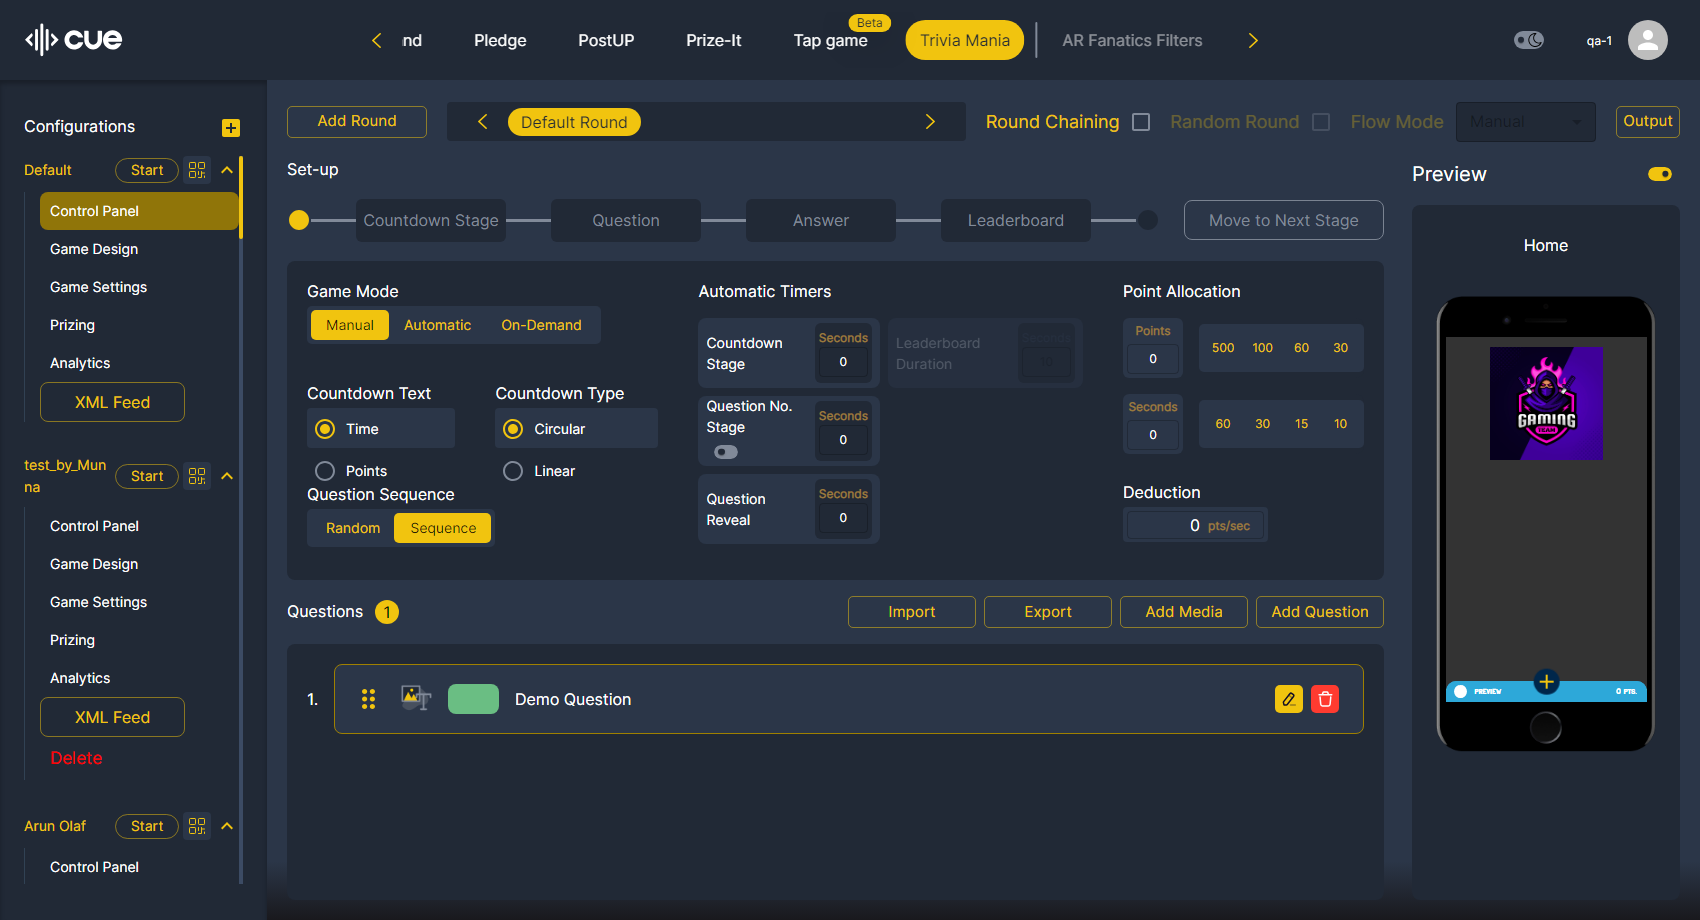 cue
nd
Pledge
PostUP
Prize-It
Tap game
Beta
Trivia Mania
AR Fanatics Filters
qa-1
Configurations
Default
Start
Control Panel
Game Design
Game Settings
Prizing
Analytics
XML Feed
test_by_Mun
na
Start
Control Panel
Game Design
Game Settings
Prizing
Analytics
XML Feed
Delete
Arun Olaf
Start
Control Panel
Add Round
Default Round
Round Chaining
Random Round
Flow Mode
Manual
Output
Set-up
Countdown Stage
Question
Answer
Leaderboard
Move to Next Stage
Game Mode
Manual
Automatic
On-Demand
Countdown Text
Time
Points
Countdown Type
Circular
Linear
Question Sequence
Random
Sequence
Automatic Timers
Countdown
Stage
Seconds
0
Leaderboard
Duration
Seconds
10
Question No.
Stage
Seconds
0
Question
Reveal
Seconds
0
Point Allocation
Points
0
500
100
60
30
Seconds
0
60
30
15
10
Deduction
0 pts/sec
Questions
1
Import
Export
Add Media
Add Question
1.
Demo Question
Preview
Home
GAMING
TEAM
PREVIEW
0 PTS.